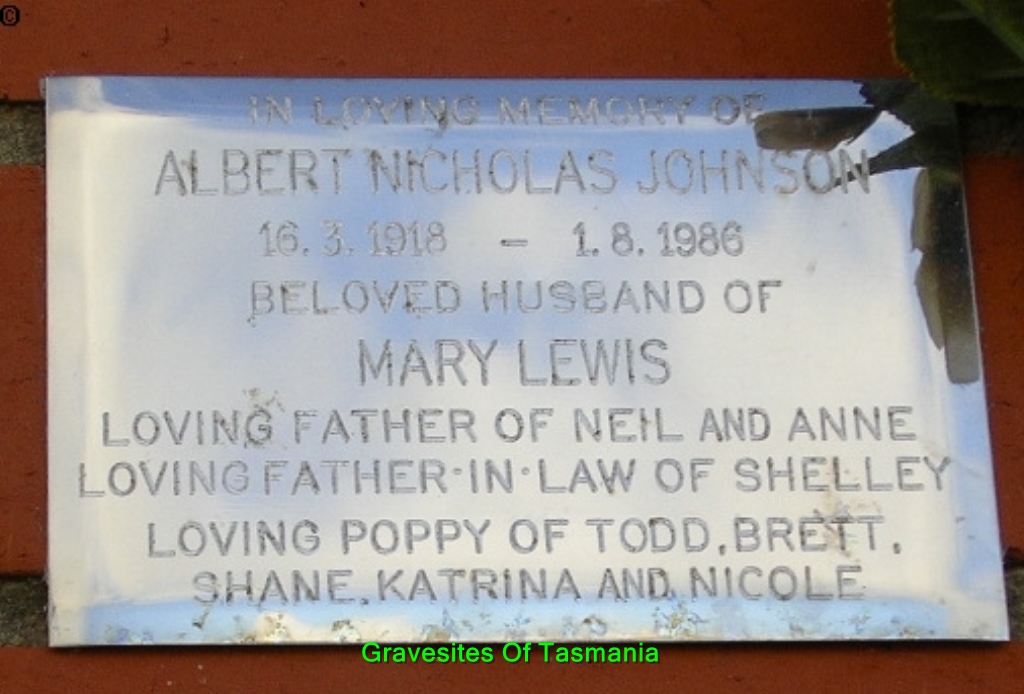 ©
IN LOVING MEMORY OF
ALBERT NICHOLAS JOHNSON
16.3.1918 - 1.8.1986
BELOVED HUSBAND OF
MARY LEWIS
LOVING FATHER OF NEIL AND ANNE
LOVING FATHER·IN·LAW OF SHELLEY
LOVING POPPY OF TODD, BRETT,
SHANE, KATRINA AND NICOLE
Gravesites Of Tasmania